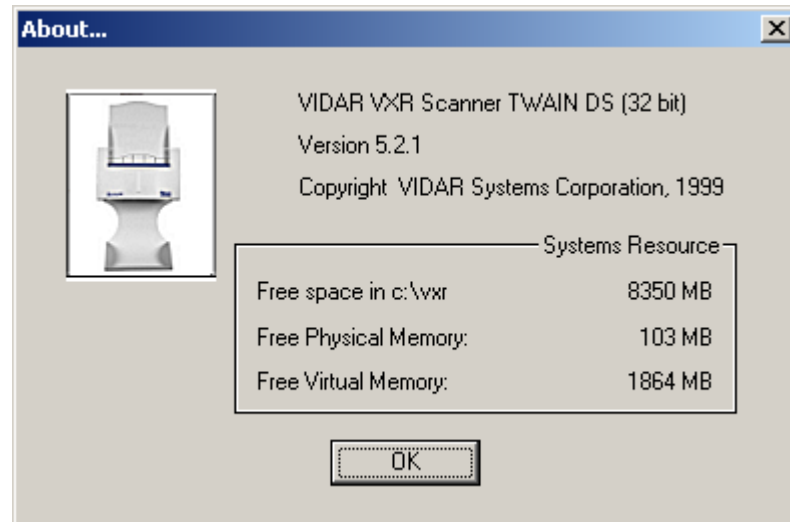 About...
VIDAR VXR Scanner TWAIN DS (32 bit)
Version 5.2.1
Copyright VIDAR Systems Corporation, 1999
Systems Resource
Free space in c:\vxr 8350 MB
Free Physical Memory: 103 MB
Free Virtual Memory: 1864 MB
OK